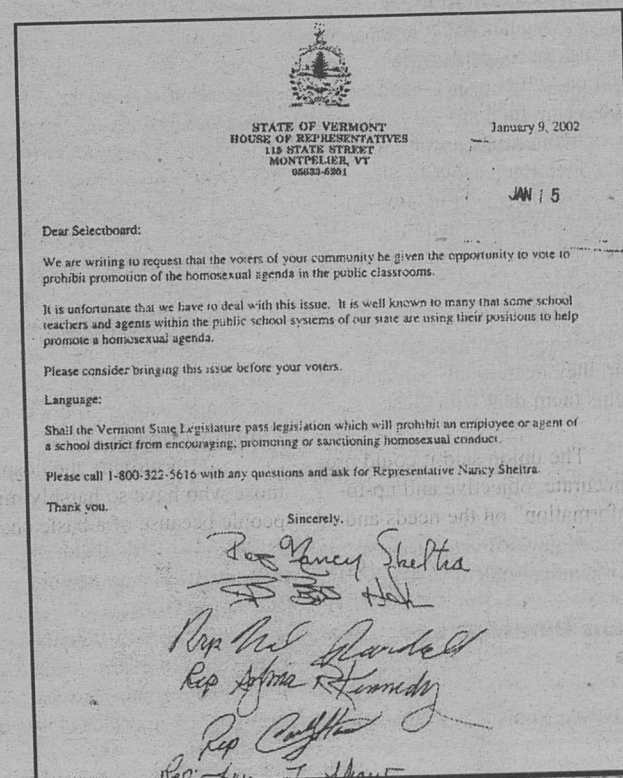 STATE OF VERMONT
HOUSE OF REPRESENTATIVES
115 STATE STREET
MONTPELIER, VT
05633-5201
January 9, 2002
JAN 15
Dear Selectboard:
We are writing to request that the voters of your community be given the opportunity to vote to
prohibit promotion of the homosexual agenda in the public classrooms.
It is unfortunate that we have to deal with this issue. It is well known to many that some school
teachers and agents within the public school systems of our state are using their positions to help
promote a homosexual agenda.
Please consider bringing this issue before your voters.
Language:
Shall the Vermont State Legislature pass legislation which will prohibit an employee or agent of
a school district from encouraging, promoting or sanctioning homosexual conduct.
Please call 1-800-322-5616 with any questions and ask for Representative Nancy Sheltra.
Thank you.
Sincerely,
Rep Nancy Sheltra
Rep
Rep Kennedy
Rep
Rep